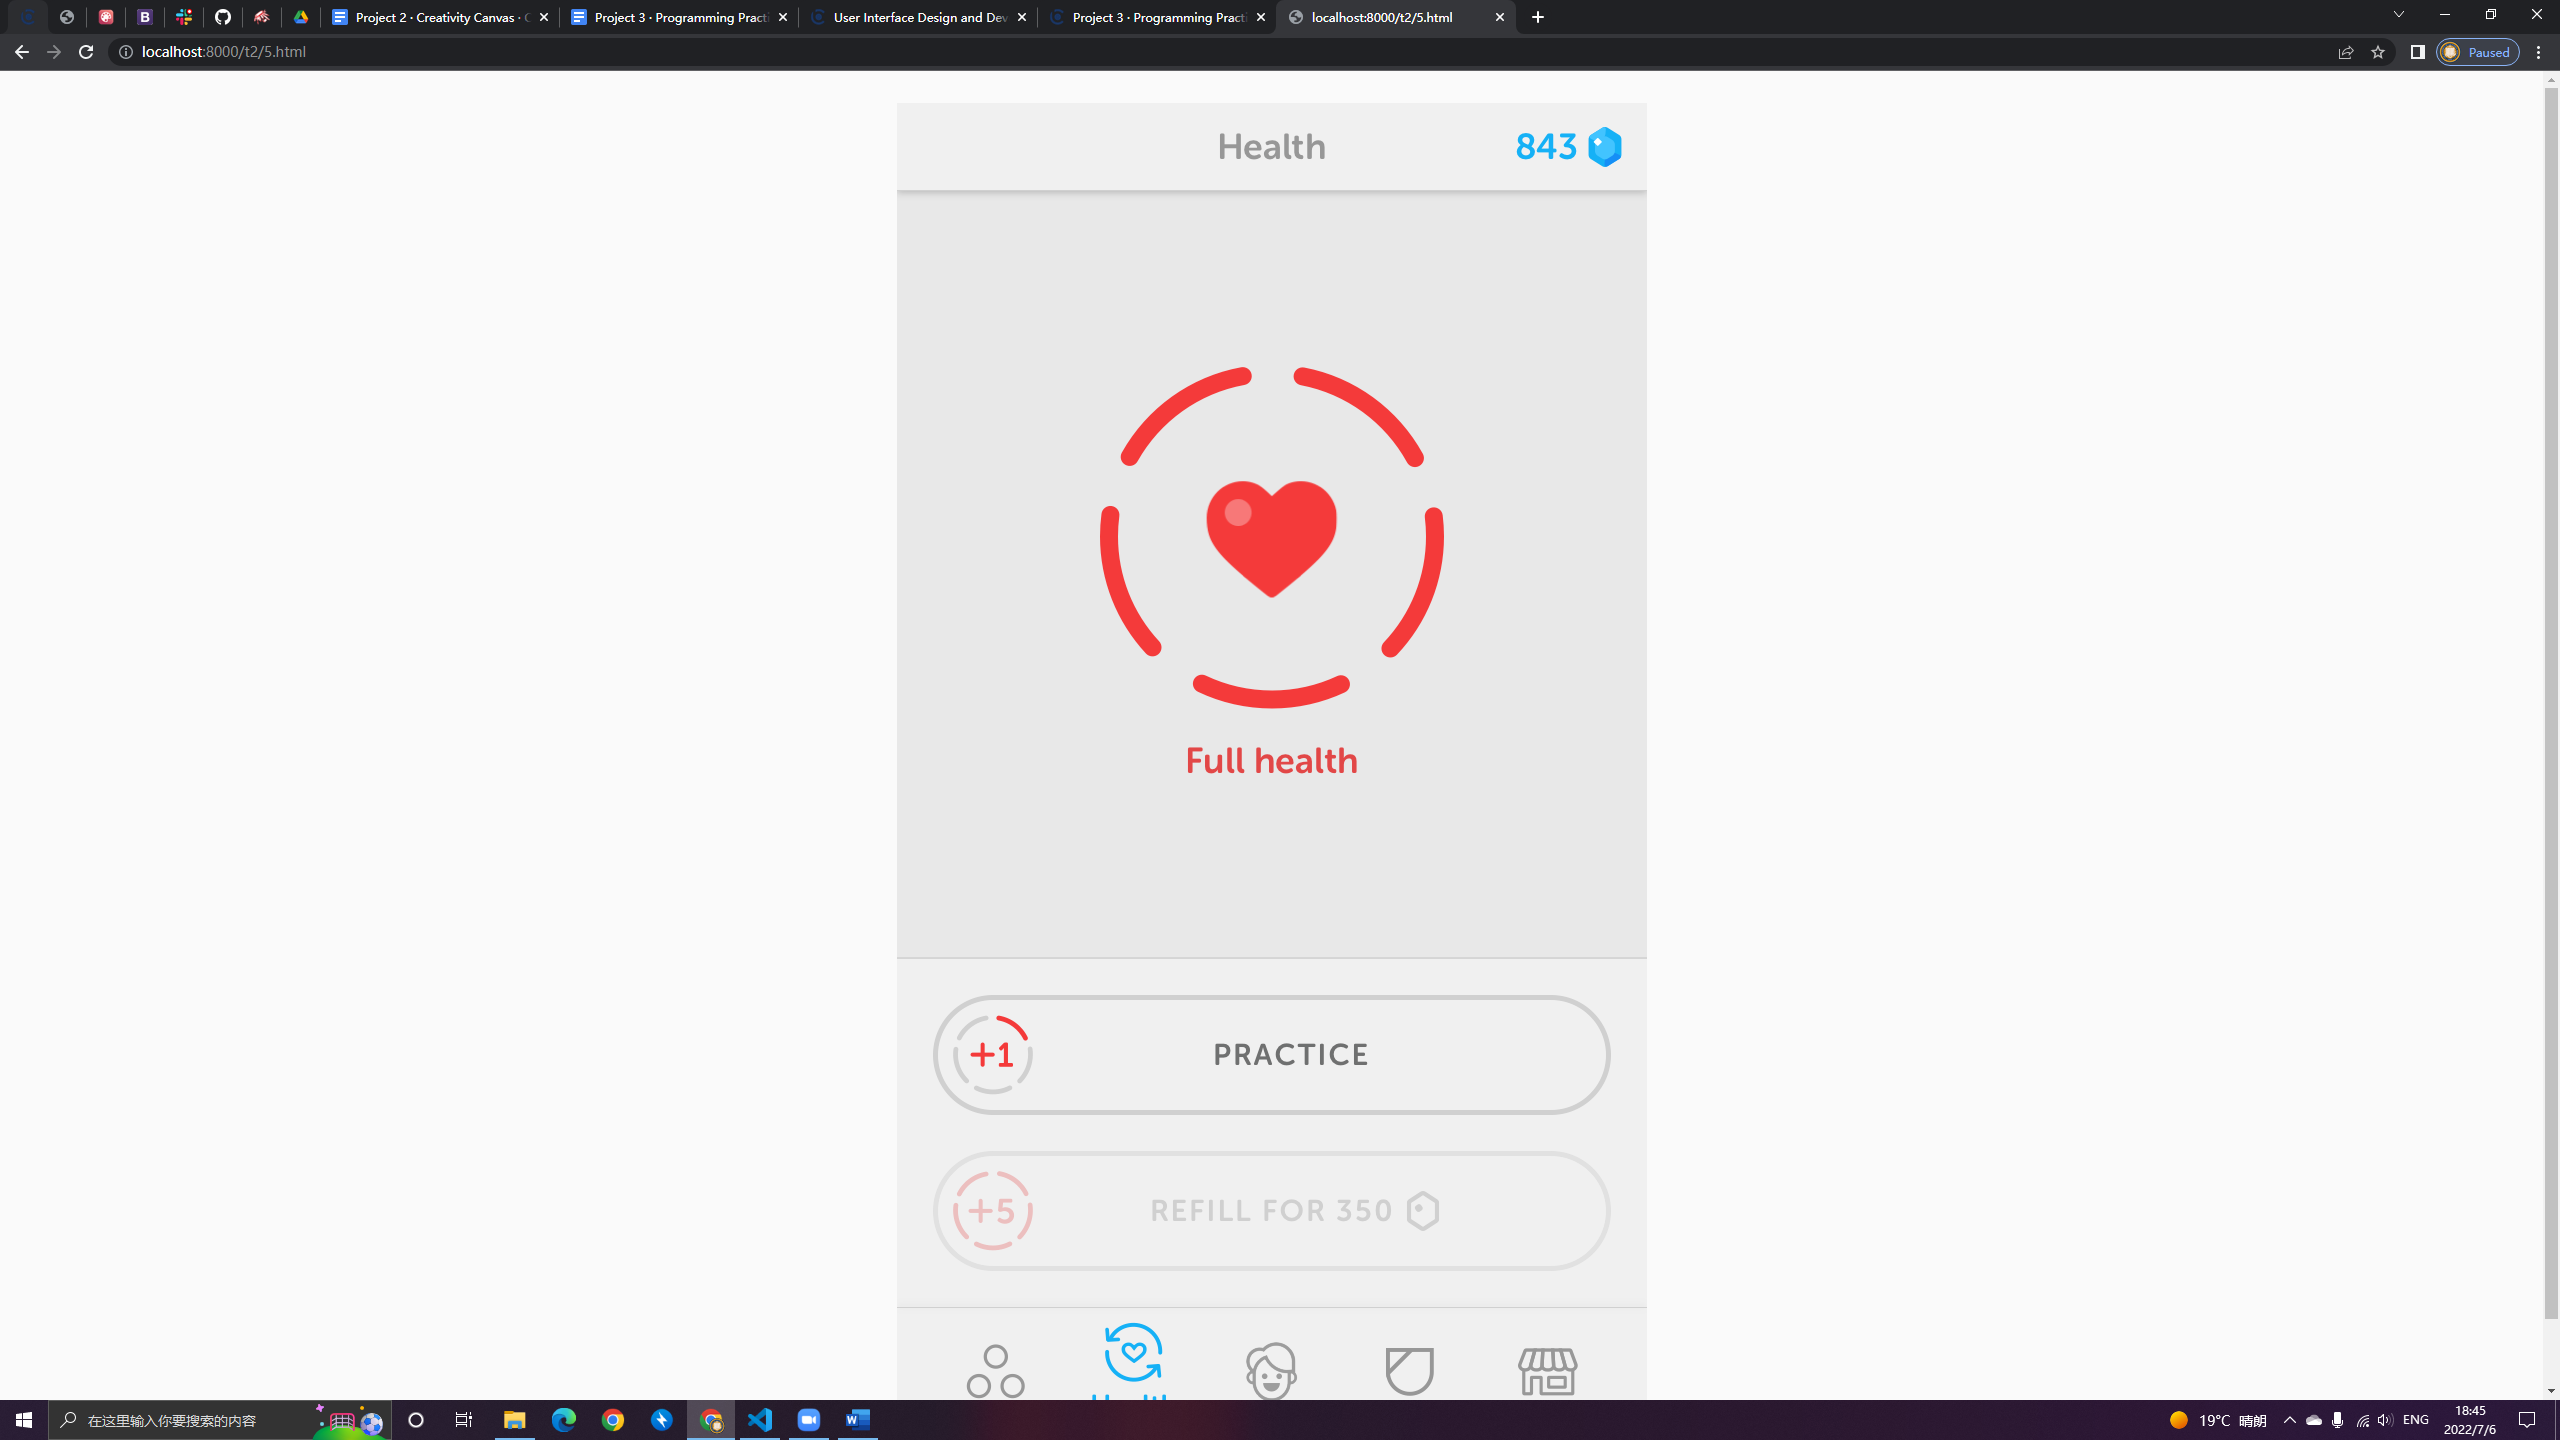 Project 2 · Creativity Canvas · C
Project 3 · Programming Practi
User Interface Design and Dev
Project 3 · Programming Practi
localhost:8000/t2/5.html
localhost:8000/t2/5.html
Paused
Health
843
Full health
+1
PRACTICE
+5
REFILL FOR 350
Health
在这里输入你要搜索的内容
19°C 晴朗
ENG
18:45
2022/7/6